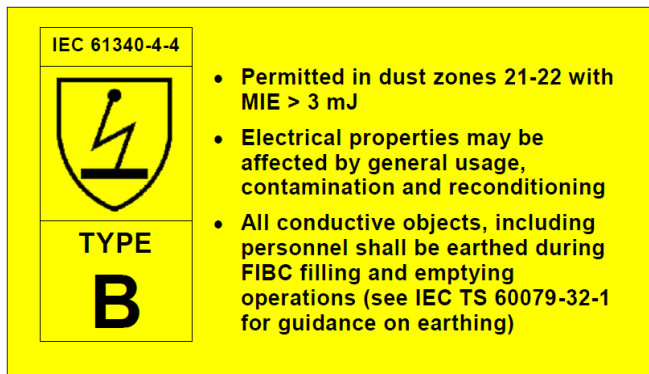 IEC 61340-4-4
TYPE
B
• Permitted in dust zones 21-22 with
MIE > 3 mJ
• Electrical properties may be
affected by general usage,
contamination and reconditioning
• All conductive objects, including
personnel shall be earthed during
FIBC filling and emptying
operations (see IEC TS 60079-32-1
for guidance on earthing)